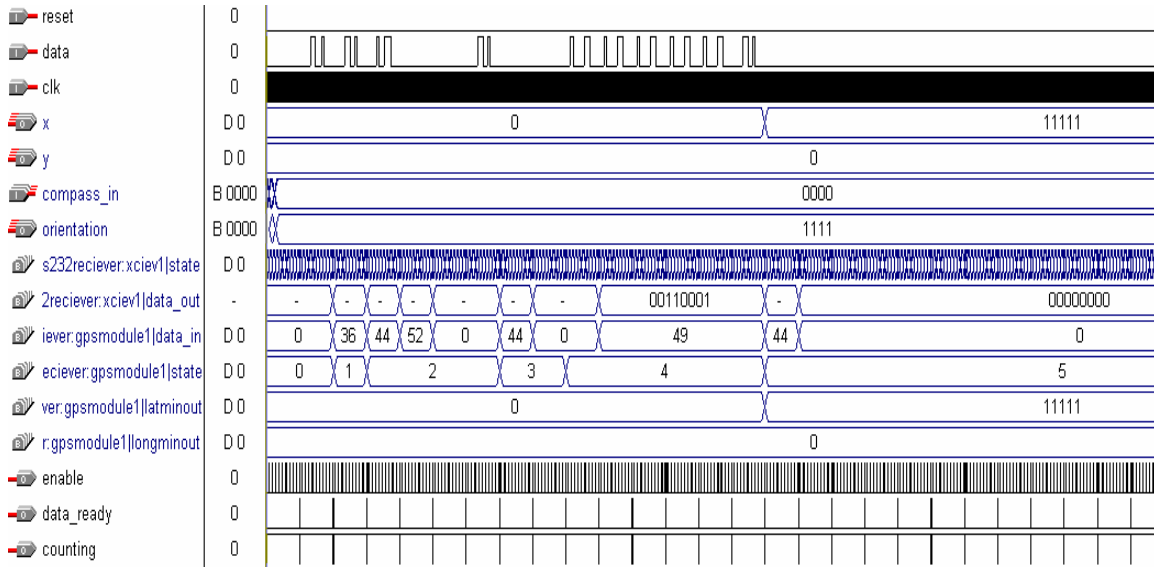 reset 0
data 0
clk 0
x D 0 0 11111
y D 0 0
compass_in B 0000 0000
orientation B 0000 1111
s232reciever:xciev1|state D 0
2reciever:xciev1|data_out - - - - - - - - 00110001 - 00000000
iever:gpsmodule1|data_in D 0 0 36 44 52 0 44 0 49 44 0
eciever:gpsmodule1|state D 0 0 1 2 3 4 5
ver:gpsmodule1|latminout D 0 0 11111
r:gpsmodule1|longminout D 0 0
enable 0
data_ready 0
counting 0